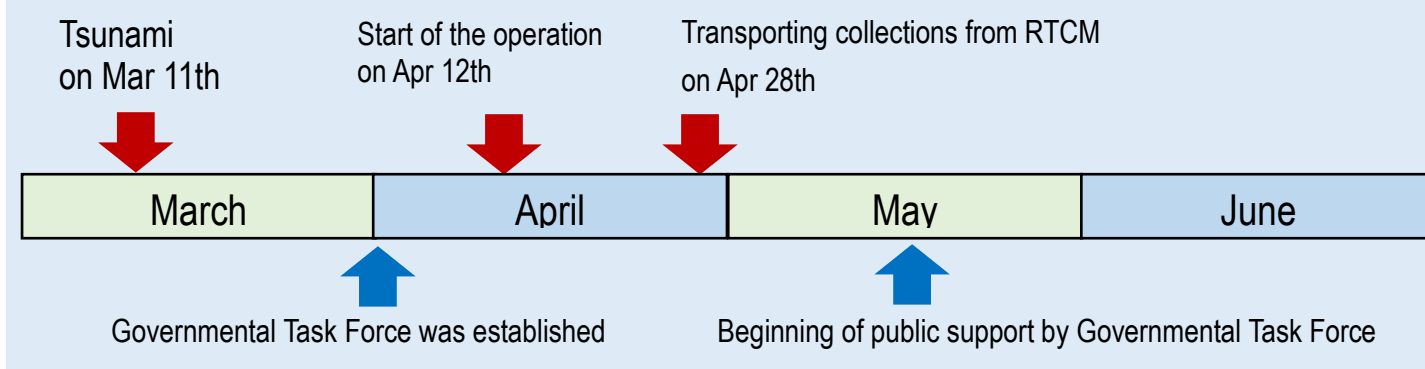 Tsunami
on Mar 11th
Start of the operation
on Apr 12th
Transporting collections from RTCM
on Apr 28th
March
April
May
June
Governmental Task Force was established
Beginning of public support by Governmental Task Force